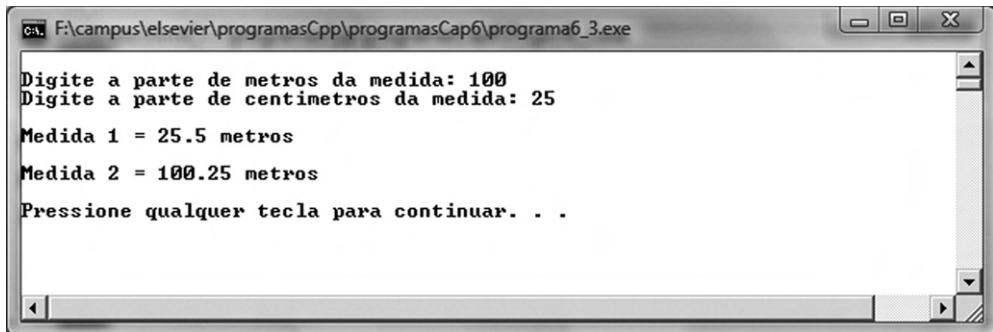 C:\. F:\campus\elsevier\programasCpp\programasCap6\programa6_3.exe
Digite a parte de metros da medida: 100
Digite a parte de centimetros da medida: 25
Medida 1 = 25.5 metros
Medida 2 = 100.25 metros
Pressione qualquer tecla para continuar. . .